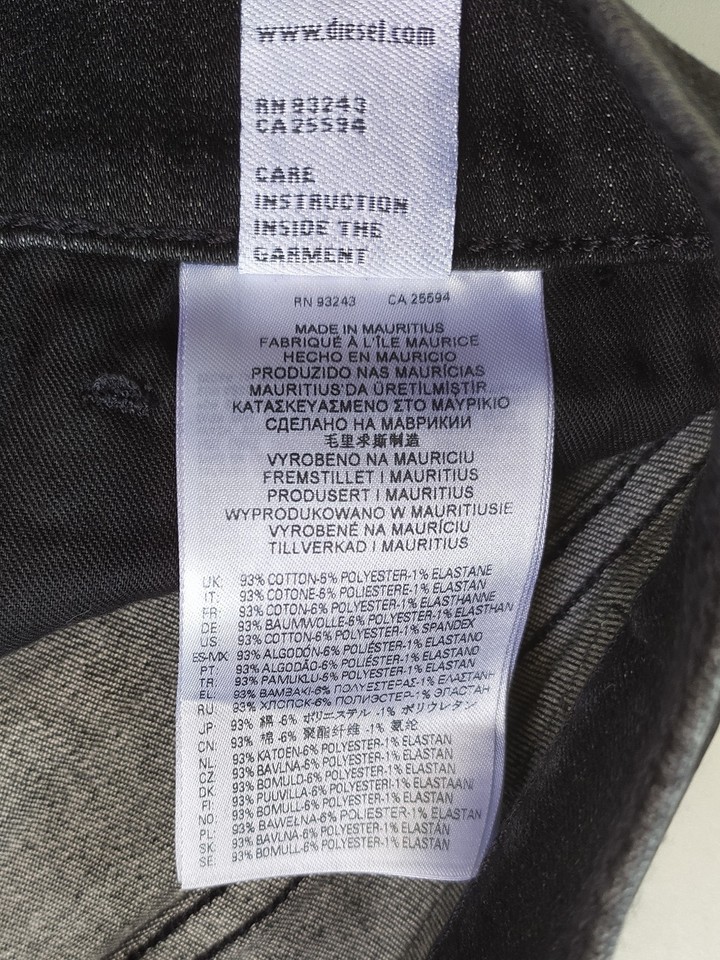 www.diesel.com
RN 93243
CA 25594
CARE
INSTRUCTION
INSIDE THE
GARMENT
RN 93243 CA 25594
MADE IN MAURITIUS
FABRIQUÉ À L'ÎLE MAURICE
HECHO EN MAURICIO
PRODUZIDO NAS MAURÍCIAS
MAURITIUS'DA ÜRETİLMİŞTİR
ΚΑΤΑΣΚΕΥΑΣΜΕΝΟ ΣΤΟ ΜΑΥΡΙΚΙΟ
СДЕЛАНО НА МАВРИКИИ
毛里求斯制造
VYROBENO NA MAURICIU
FREMSTILLET I MAURITIUS
PRODUSERT I MAURITIUS
WYPRODUKOWANO W MAURITIUSIE
VYROBENÉ NA MAURÍCIU
TILLVERKAD I MAURITIUS
UK: 93% COTTON-6% POLYESTER-1% ELASTANE
IT: 93% COTONE-6% POLIESTERE-1% ELASTAN
FR: 93% COTON-6% POLYESTER-1% ELASTHANNE
DE: 93% BAUMWOLLE-6% POLYESTER-1% ELASTHAN
US: 93% COTTON-6% POLYESTER-1% SPANDEX
ES-MX: 93% ALGODÓN-6% POLIÉSTER-1% ELASTANO
PT: 93% ALGODÃO-6% POLIÉSTER-1% ELASTANO
TR: 93% PAMUKLU-6% POLYESTER-1% ELASTAN
EL: 93% ΒΑΜΒΑΚΙ-6% ΠΟΛΥΕΣΤΕΡΑΣ-1% ΕΛΑΣΤΑΝΗ
RU: 93% ХЛОПОК-6% ПОЛИЭСТЕР-1% ЭЛАСТАН
JP: 93% 綿 -6% ポリエステル -1% ポリウレタン
CN: 93% 棉 -6% 聚酯纤维 -1% 氨纶
NL: 93% KATOEN-6% POLYESTER-1% ELASTAN
CZ: 93% BAVLNA-6% POLYESTER-1% ELASTAN
DK: 93% BOMULD-6% POLYESTER-1% ELASTAN
FI: 93% PUUVILLA-6% POLYESTERI-1% ELASTAANI
NO: 93% BOMULL-6% POLYESTER-1% ELASTAN
PL: 93% BAWEŁNA-6% POLIESTER-1% ELASTAN
SK: 93% BAVLNA-6% POLYESTER-1% ELASTAN
SE: 93% BOMULL-6% POLYESTER-1% ELASTAN